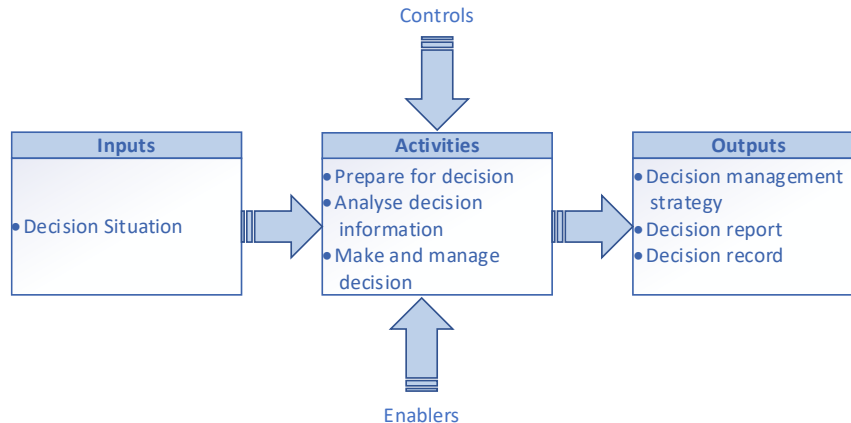 Controls
Inputs
• Decision Situation
Activities
• Prepare for decision
• Analyse decision
information
• Make and manage
decision
Outputs
• Decision management
strategy
• Decision report
• Decision record
Enablers